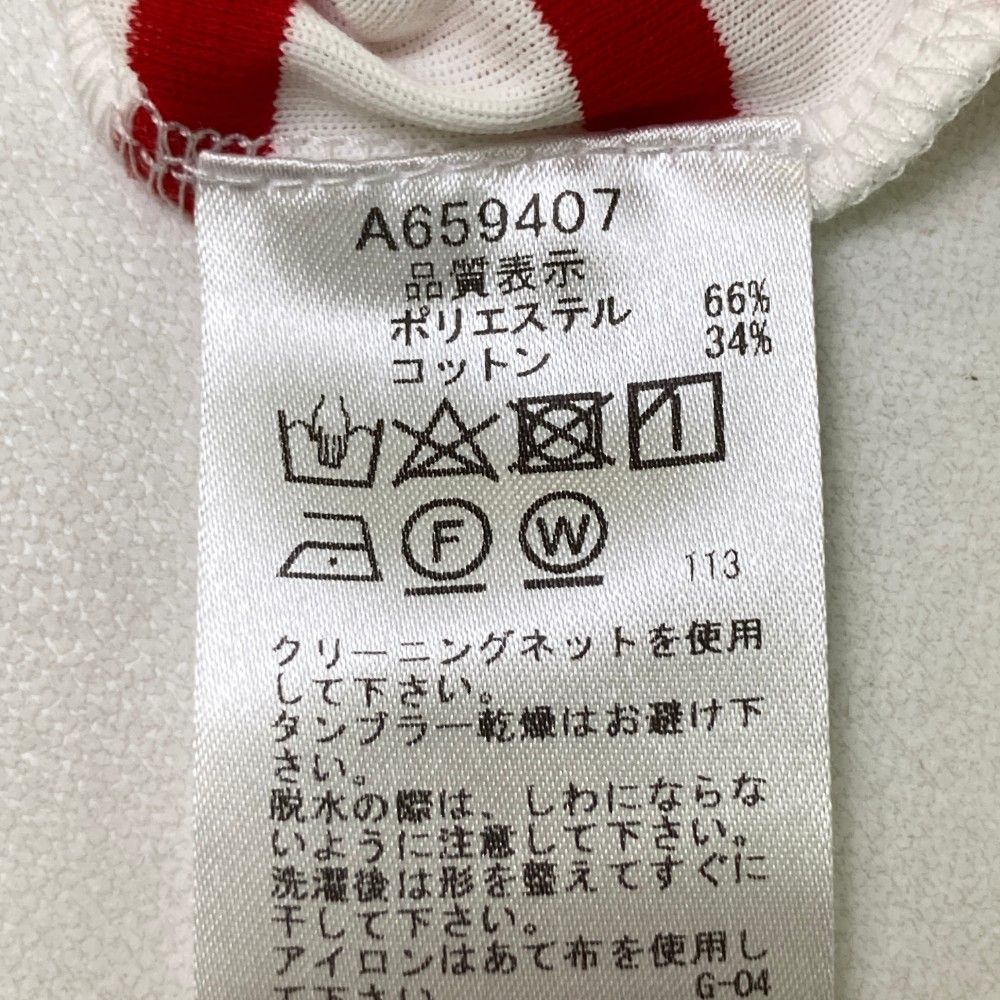 A659407
品質表示
ポリエステル 66%
コットン 34%
F W 113
クリーニングネットを使用
して下さい。
タンブラー乾燥はお避け下
さい。
脱水の際は、しわにならな
いように注意して下さい。
洗濯後は形を整えてすぐに
干して下さい。
アイロンはあて布を使用し
て下さい。 G-04